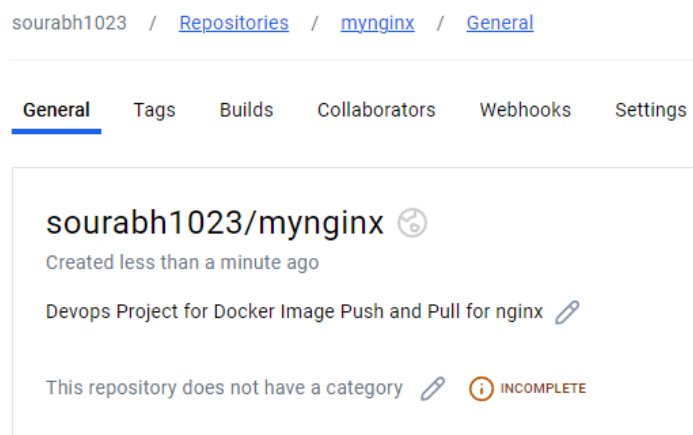 sourabh1023 / Repositories / mynginx / General
General Tags Builds Collaborators Webhooks Settings
sourabh1023/mynginx
Created less than a minute ago
Devops Project for Docker Image Push and Pull for nginx
This repository does not have a category INCOMPLETE